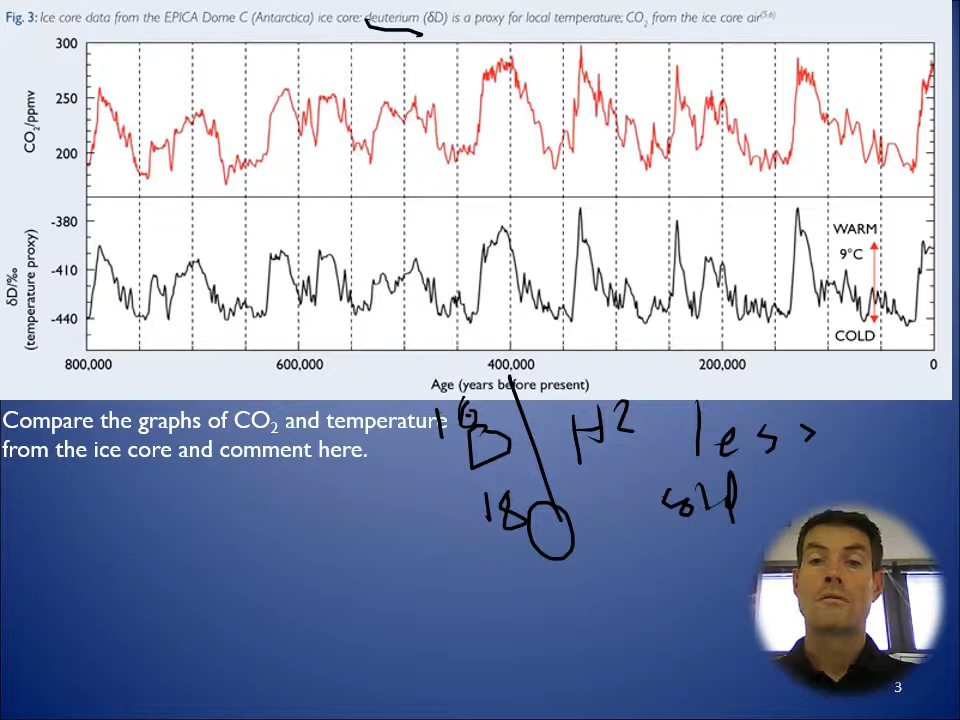 Fig. 3: Ice core data from the EPICA Dome C (Antarctica) ice core: deuterium (δD) is a proxy for local temperature; CO₂ from the ice core air(5,6)
300
250
200
CO₂/ppmv
-380
-410
-440
δD/‰
(temperature proxy)
WARM
9°C
COLD
800,000 600,000 400,000 200,000 0
Age (years before present)
Compare the graphs of CO₂ and temperature
from the ice core and comment here.
D H2 less
18O cold
3